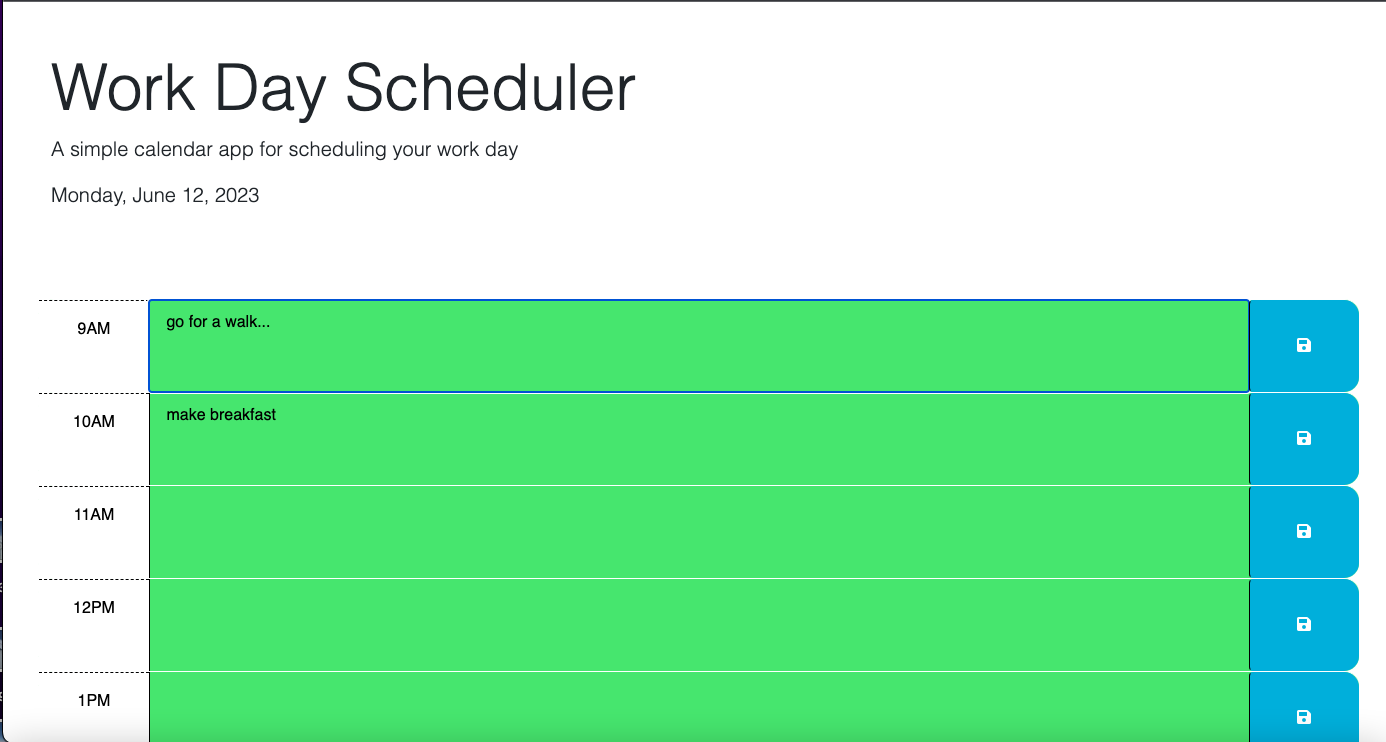 Work Day Scheduler
A simple calendar app for scheduling your work day
Monday, June 12, 2023
9AM
go for a walk...
10AM
make breakfast
11AM
12PM
1PM